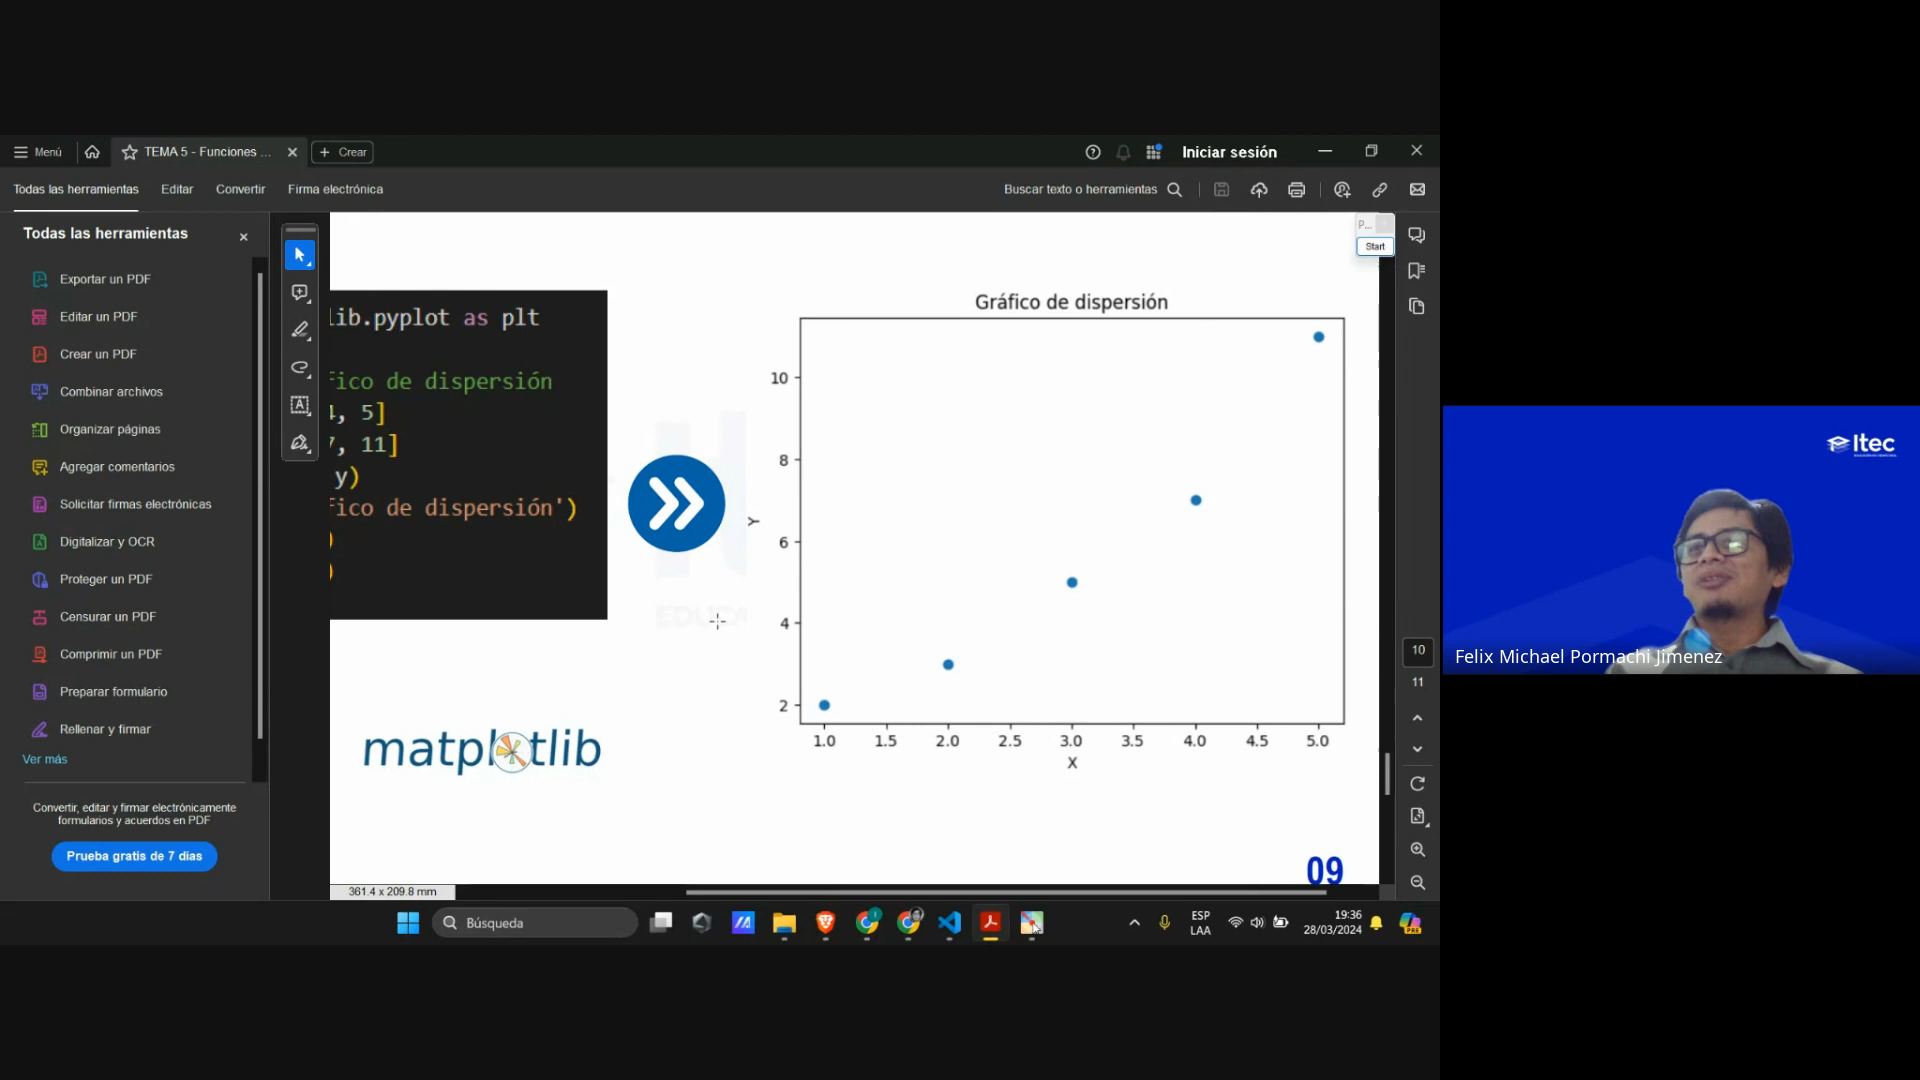 Menú
TEMA 5 - Funciones ...
Crear
Iniciar sesión
Todas las herramientas
Editar
Convertir
Firma electrónica
Buscar texto o herramientas
Todas las herramientas
Exportar un PDF
Editar un PDF
Crear un PDF
Combinar archivos
Organizar páginas
Agregar comentarios
Solicitar firmas electrónicas
Digitalizar y OCR
Proteger un PDF
Censurar un PDF
Comprimir un PDF
Preparar formulario
Rellenar y firmar
Ver más
Convertir, editar y firmar electrónicamente
formularios y acuerdos en PDF
Prueba gratis de 7 días
lib.pyplot as plt
fico de dispersión
4, 5]
7, 11]
y)
fico de dispersión')
)
)
EDUCA
matplotlib
Gráfico de dispersión
10
8
6
4
2
Y
1.0 1.5 2.0 2.5 3.0 3.5 4.0 4.5 5.0
X
09
P...
Start
10
11
361.4 x 209.8 mm
Búsqueda
ESP
LAA
19:36
28/03/2024
PRE
Itec
Felix Michael Pormachi Jimenez